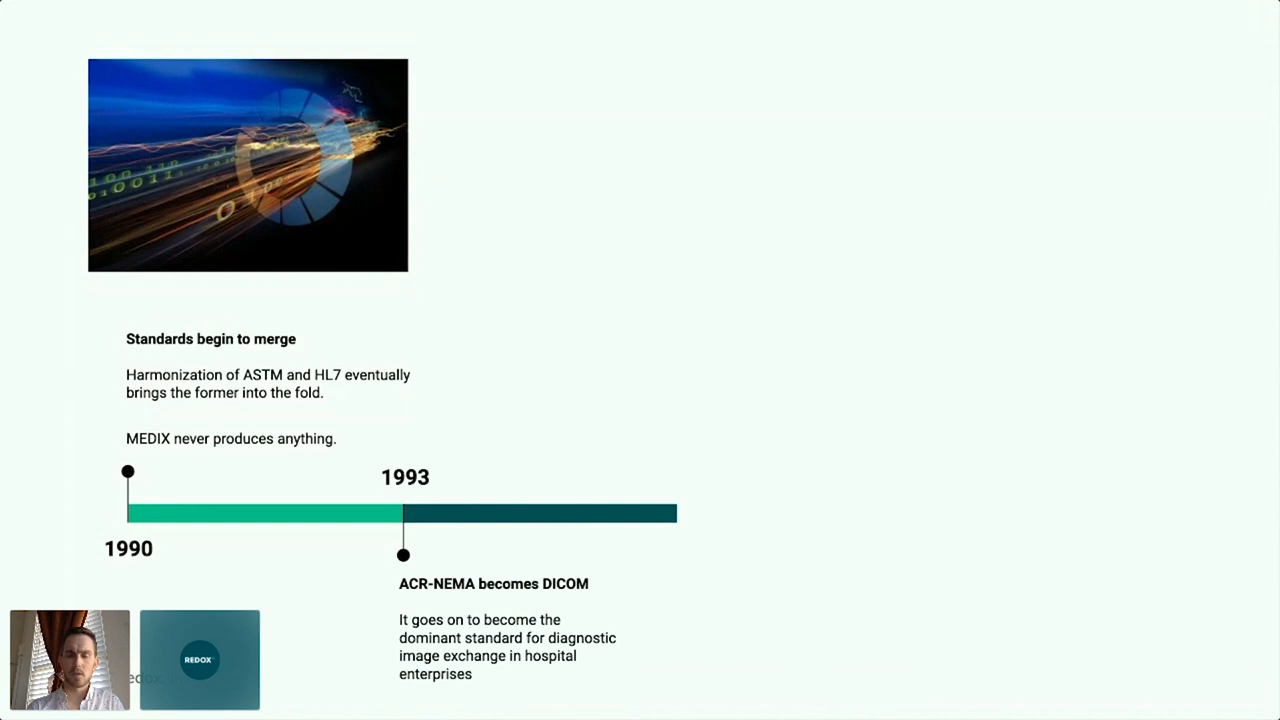 Standards begin to merge
Harmonization of ASTM and HL7 eventually
brings the former into the fold.
MEDIX never produces anything.
1993
1990
ACR-NEMA becomes DICOM
It goes on to become the
dominant standard for diagnostic
image exchange in hospital
enterprises
REDOX